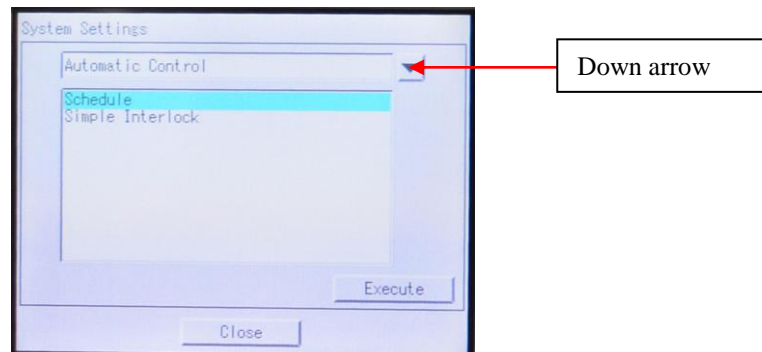 System Settings
Automatic Control
Down arrow
Schedule
Simple Interlock
Execute
Close